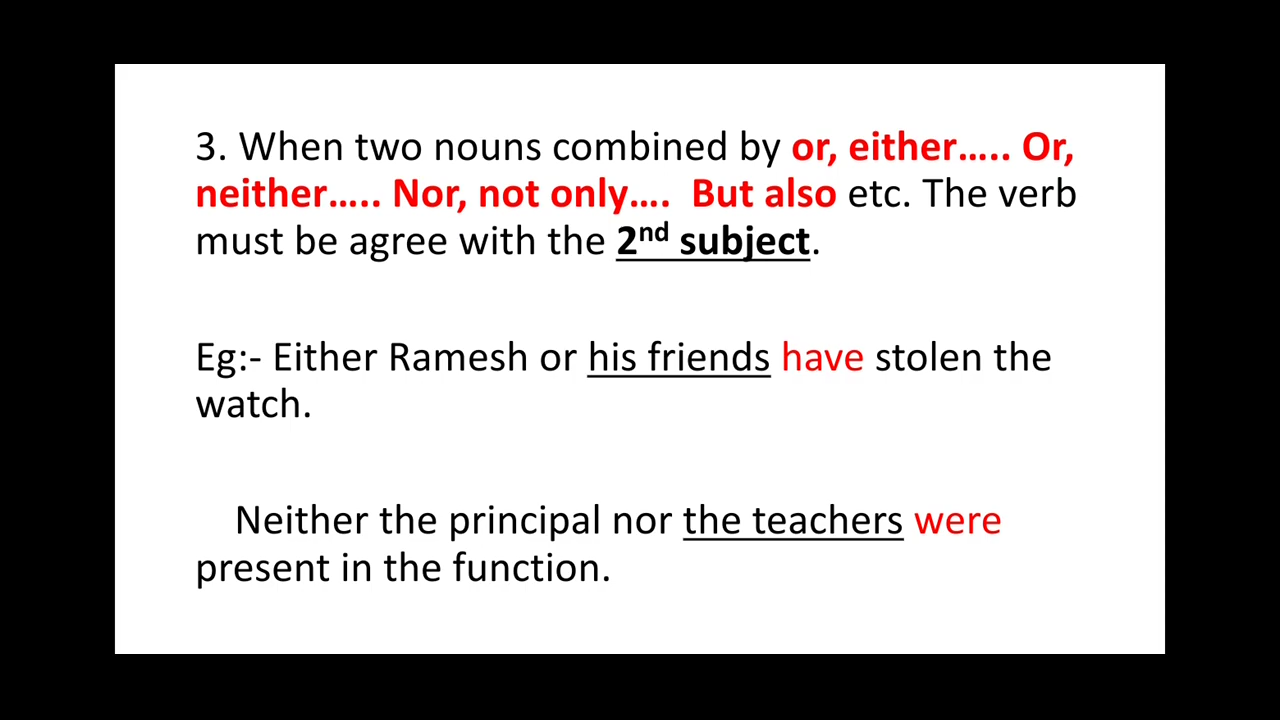 3. When two nouns combined by or, either….. Or,
neither….. Nor, not only….  But also etc. The verb
must be agree with the 2nd subject.
Eg:- Either Ramesh or his friends have stolen the
watch.
Neither the principal nor the teachers were
present in the function.